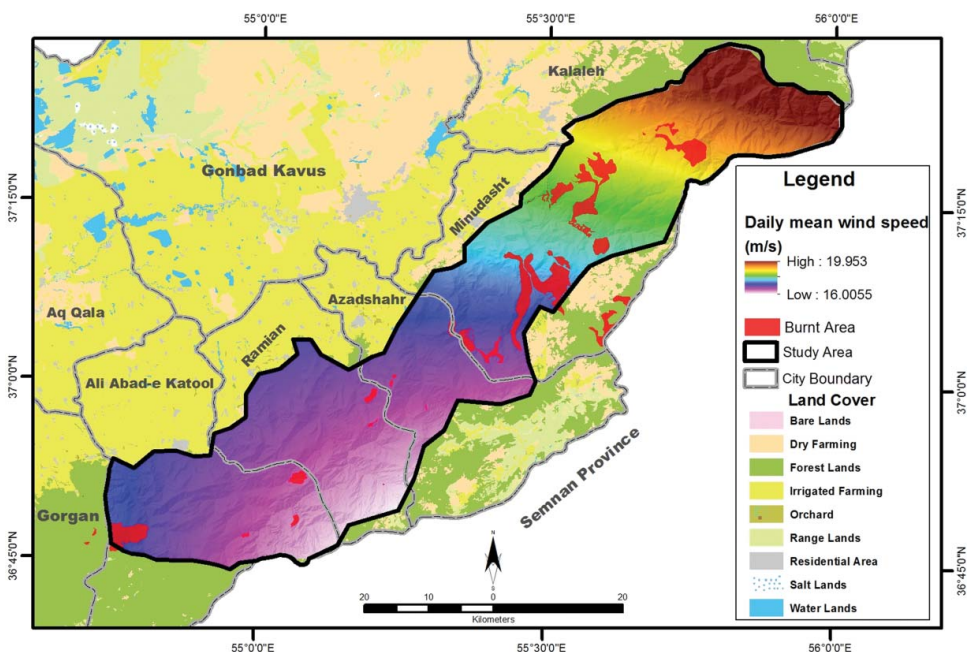 55°0'0"E
55°30'0"E
56°0'0"E
37°15'0"N
37°0'0"N
36°45'0"N
37°15'0"N
37°0'0"N
36°45'0"N
55°0'0"E
55°30'0"E
56°0'0"E
Kalaleh
Gonbad Kavus
Minudasht
Azadshahr
Aq Qala
Ramian
Ali Abad-e Katool
Gorgan
Semnan Province
N
S
20
10
0
20
Kilometers
Legend
Daily mean wind speed
(m/s)
High : 19.953
Low : 16.0055
Burnt Area
Study Area
City Boundary
Land Cover
Bare Lands
Dry Farming
Forest Lands
Irrigated Farming
Orchard
Range Lands
Residential Area
Salt Lands
Water Lands